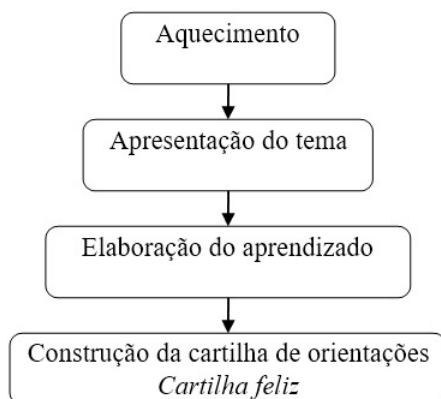 Aquecimento
Apresentação do tema
Elaboração do aprendizado
Construção da cartilha de orientações
Cartilha feliz